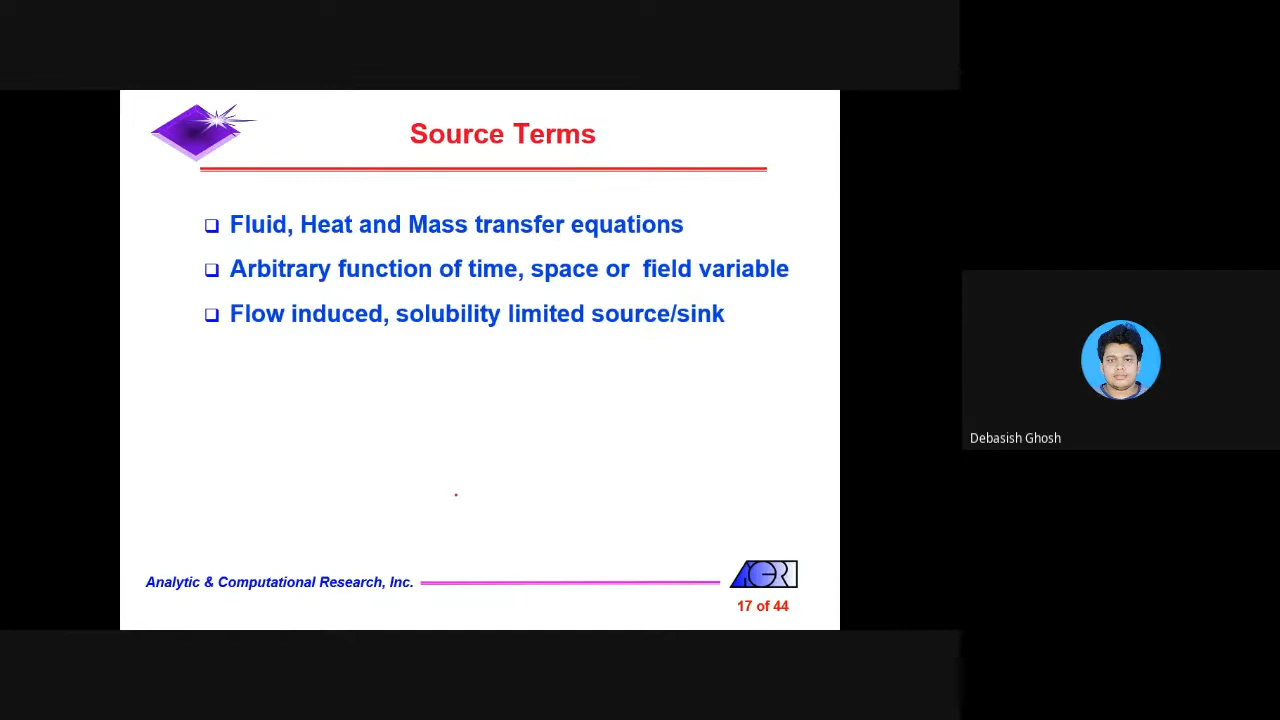 Source Terms
Fluid, Heat and Mass transfer equations
Arbitrary function of time, space or field variable
Flow induced, solubility limited source/sink
Debasish Ghosh
Analytic & Computational Research, Inc.
ACRI
17 of 44